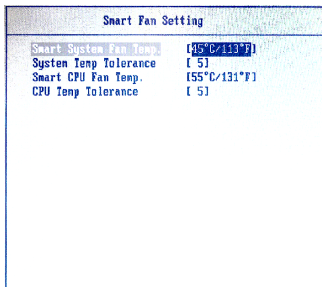 Smart Fan Setting
Smart System Fan Temp. [45°C/113°F]
System Temp Tolerance [ 5]
Smart CPU Fan Temp. [55°C/131°F]
CPU Temp Tolerance [ 5]